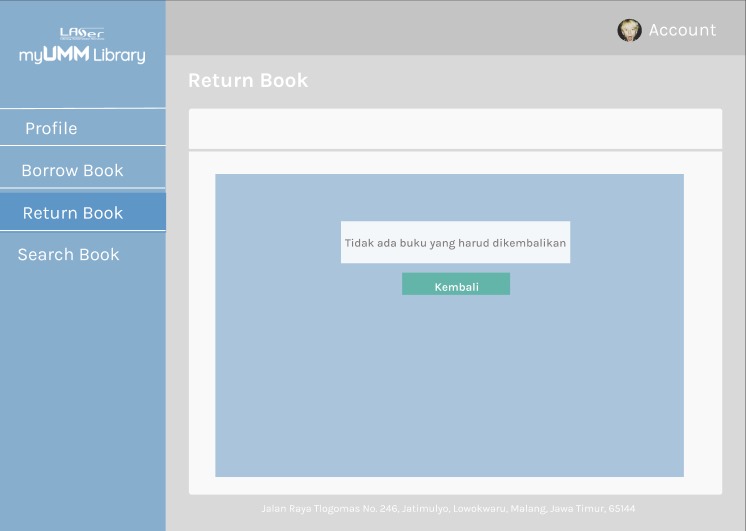 LASer
myUMM Library
Account
Return Book
Profile
Borrow Book
Return Book
Search Book
Tidak ada buku yang harud dikembalikan
Kembali
Jalan Raya Tlogomas No. 246, Jatimulyo, Lowokwaru, Malang, Jawa Timur, 65144